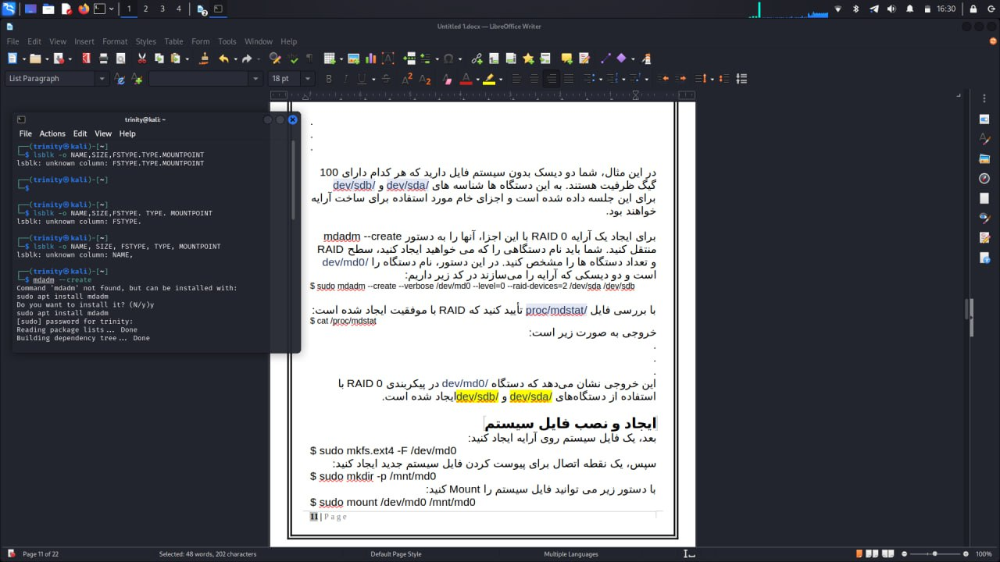 1 2 3 4 2 16:30
Untitled 1.docx — LibreOffice Writer
File Edit View Insert Format Styles Table Form Tools Window Help
List Paragraph 18 pt
trinity@kali: ~
File Actions Edit View Help
┌──(trinity㉿kali)-[~]
└─$ lsblk -o NAME,SIZE,FSTYPE.TYPE.MOUNTPOINT
lsblk: unknown column: FSTYPE.TYPE.MOUNTPOINT
┌──(trinity㉿kali)-[~]
└─$
┌──(trinity㉿kali)-[~]
└─$ lsblk -o NAME,SIZE,FSTYPE. TYPE. MOUNTPOINT
lsblk: unknown column: FSTYPE.
┌──(trinity㉿kali)-[~]
└─$ lsblk -o NAME, SIZE, FSTYPE, TYPE, MOUNTPOINT
lsblk: unknown column: NAME,
┌──(trinity㉿kali)-[~]
└─$ mdadm --create
Command 'mdadm' not found, but can be installed with:
sudo apt install mdadm
Do you want to install it? (N/y)y
sudo apt install mdadm
[sudo] password for trinity:
Reading package lists... Done
Building dependency tree... Done
.
.
.
در این مثال، شما دو دیسک بدون سیستم فایل دارید که هر کدام دارای 100
گیگ ظرفیت هستند. به این دستگاه ها شناسه های /dev/sda و /dev/sdb
برای این جلسه داده شده است و اجزای خام مورد استفاده برای ساخت آرایه
خواهند بود.
برای ایجاد یک آرایه RAID 0 با این اجزا، آنها را به دستور mdadm --create
منتقل کنید. شما باید نام دستگاهی را که می خواهید ایجاد کنید، سطح RAID
و تعداد دستگاه ها را مشخص کنید. در این دستور، نام دستگاه را /dev/md0
است و دو دیسکی که آرایه را می‌سازند در کد زیر داریم:
$ sudo mdadm --create --verbose /dev/md0 --level=0 --raid-devices=2 /dev/sda /dev/sdb
با بررسی فایل /proc/mdstat تأیید کنید که RAID با موفقیت ایجاد شده است:
$ cat /proc/mdstat
خروجی به صورت زیر است:
.
.
.
این خروجی نشان می‌دهد که دستگاه /dev/md0 در پیکربندی RAID 0 با
استفاده از دستگاه‌های /dev/sda و /dev/sdbایجاد شده است.
ایجاد و نصب فایل سیستم
بعد، یک فایل سیستم روی آرایه ایجاد کنید:
$ sudo mkfs.ext4 -F /dev/md0
سپس، یک نقطه اتصال برای پیوست کردن فایل سیستم جدید ایجاد کنید:
$ sudo mkdir -p /mnt/md0
با دستور زیر می توانید فایل سیستم را Mount کنید:
$ sudo mount /dev/md0 /mnt/md0
11 | Page
Page 11 of 22 Selected: 48 words, 202 characters Default Page Style Multiple Languages 100%